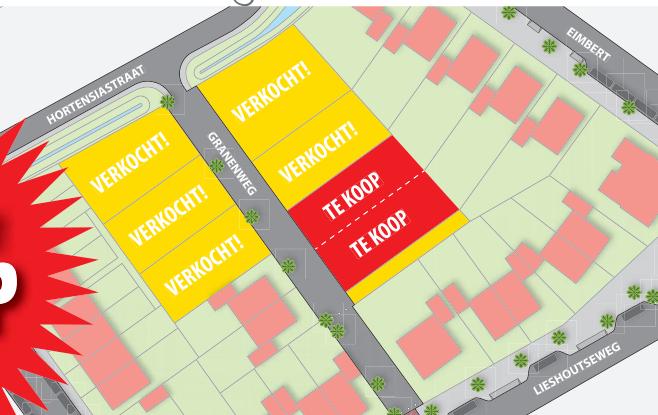 EIMBERT
HORTENSIASTRAAT
VERKOCHT!
VERKOCHT!
GRANENWEG
VERKOCHT!
VERKOCHT!
VERKOCHT!
TE KOOP
TE KOOP
LIESHOUTSEWEG